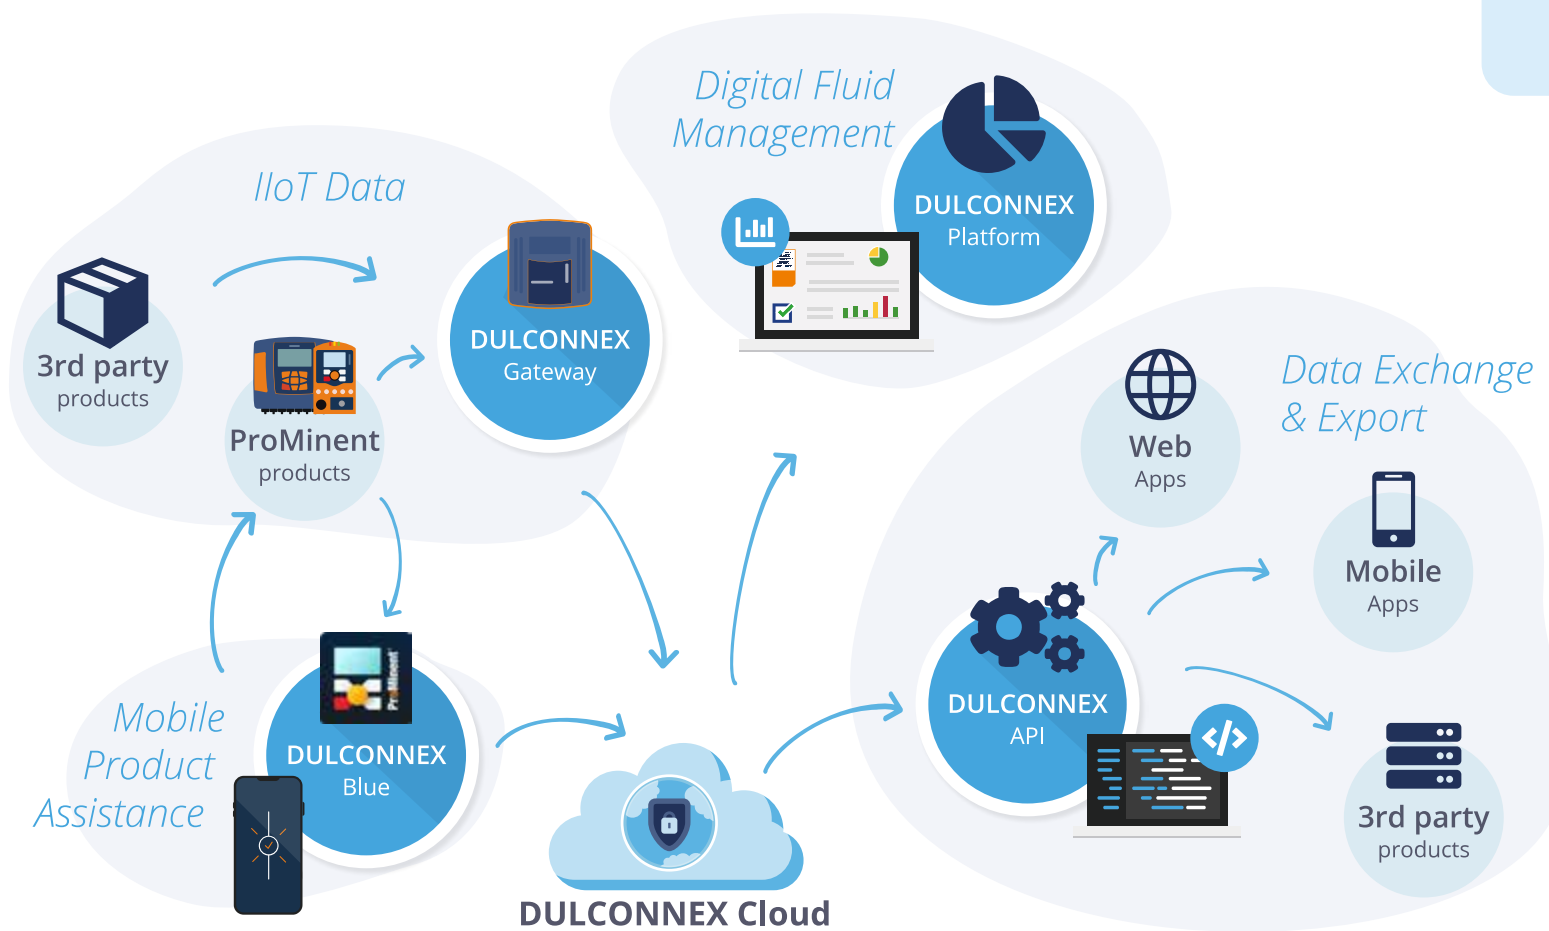 Digital Fluid
Management
DULCONNEX
Platform
IIoT Data
3rd party
products
ProMinent
products
DULCONNEX
Gateway
Data Exchange
& Export
Web
Apps
Mobile
Apps
DULCONNEX
API
3rd party
products
Mobile
Product
Assistance
ProMinent
DULCONNEX
Blue
</>
DULCONNEX Cloud